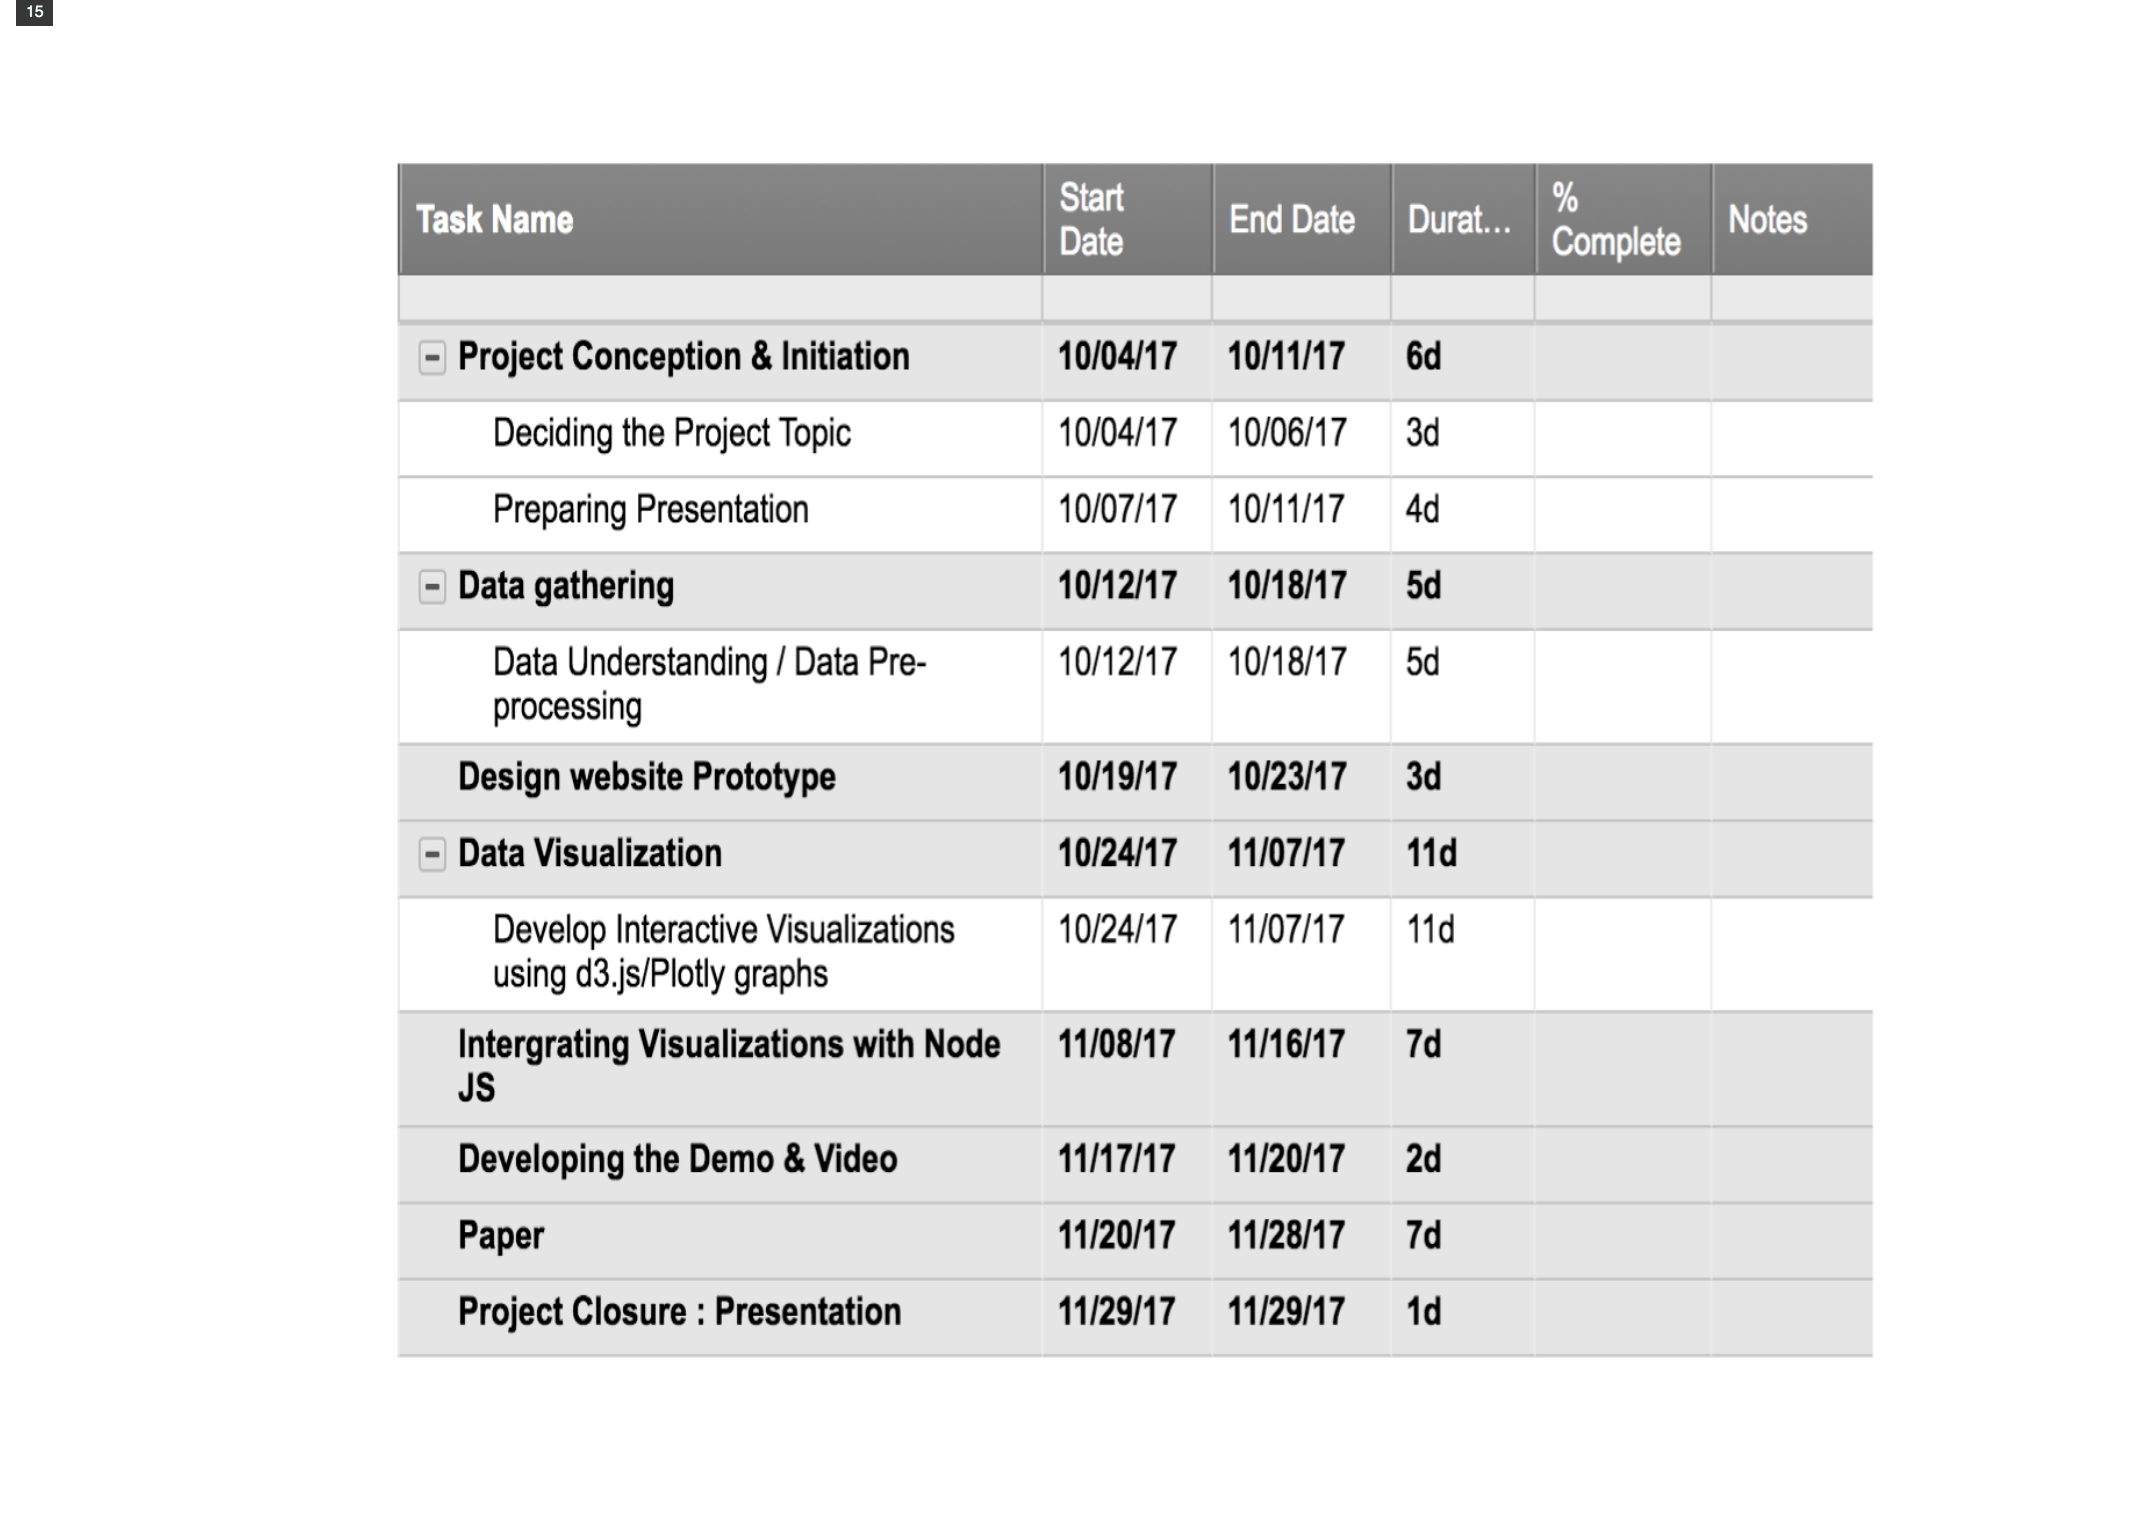 15
Task Name Start Date End Date Durat... % Complete Notes
Project Conception & Initiation 10/04/17 10/11/17 6d
Deciding the Project Topic 10/04/17 10/06/17 3d
Preparing Presentation 10/07/17 10/11/17 4d
Data gathering 10/12/17 10/18/17 5d
Data Understanding / Data Pre- 10/12/17 10/18/17 5d
processing
Design website Prototype 10/19/17 10/23/17 3d
Data Visualization 10/24/17 11/07/17 11d
Develop Interactive Visualizations 10/24/17 11/07/17 11d
using d3.js/Plotly graphs
Intergrating Visualizations with Node 11/08/17 11/16/17 7d
JS
Developing the Demo & Video 11/17/17 11/20/17 2d
Paper 11/20/17 11/28/17 7d
Project Closure : Presentation 11/29/17 11/29/17 1d